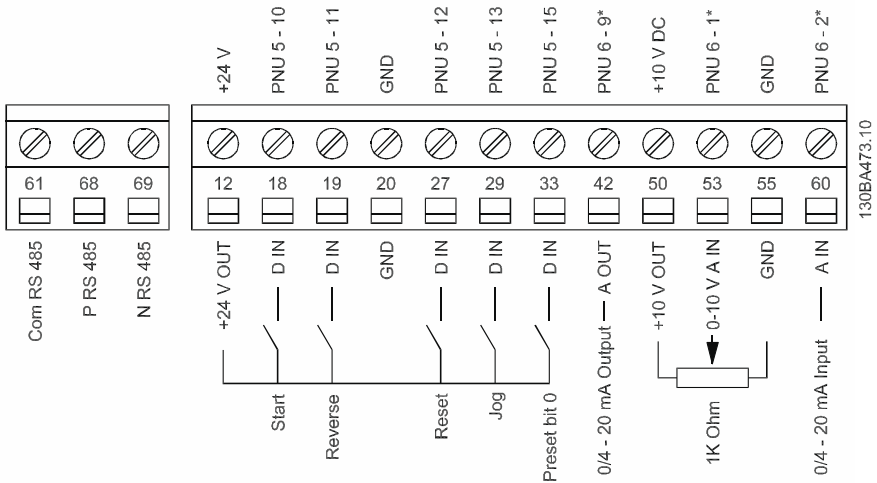 +24 V
PNU 5 - 10
PNU 5 - 11
GND
PNU 5 - 12
PNU 5 - 13
PNU 5 - 15
PNU 6 - 9*
+10 V DC
PNU 6 - 1*
GND
PNU 6 - 2*
61 68 69
12 18 19 20 27 29 33 42 50 53 55 60
Com RS 485
P RS 485
N RS 485
+24 V OUT
D IN
D IN
GND
D IN
D IN
D IN
0/4 - 20 mA Output
A OUT
+10 V OUT
0-10 V A IN
GND
0/4 - 20 mA Input
A IN
Start
Reverse
Reset
Jog
Preset bit 0
1K Ohm
130BA473.10